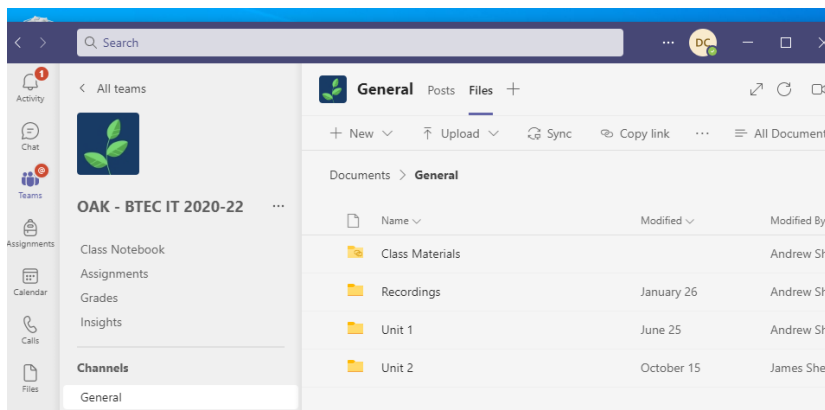 Search
DC
1
Activity
Chat
@
Teams
Assignments
Calendar
Calls
Files
All teams
OAK - BTEC IT 2020-22
Class Notebook
Assignments
Grades
Insights
Channels
General
General Posts Files
New Upload Sync Copy link All Document
Documents > General
Name Modified Modified By
Class Materials Andrew Sh
Recordings January 26 Andrew Sh
Unit 1 June 25 Andrew Sh
Unit 2 October 15 James She